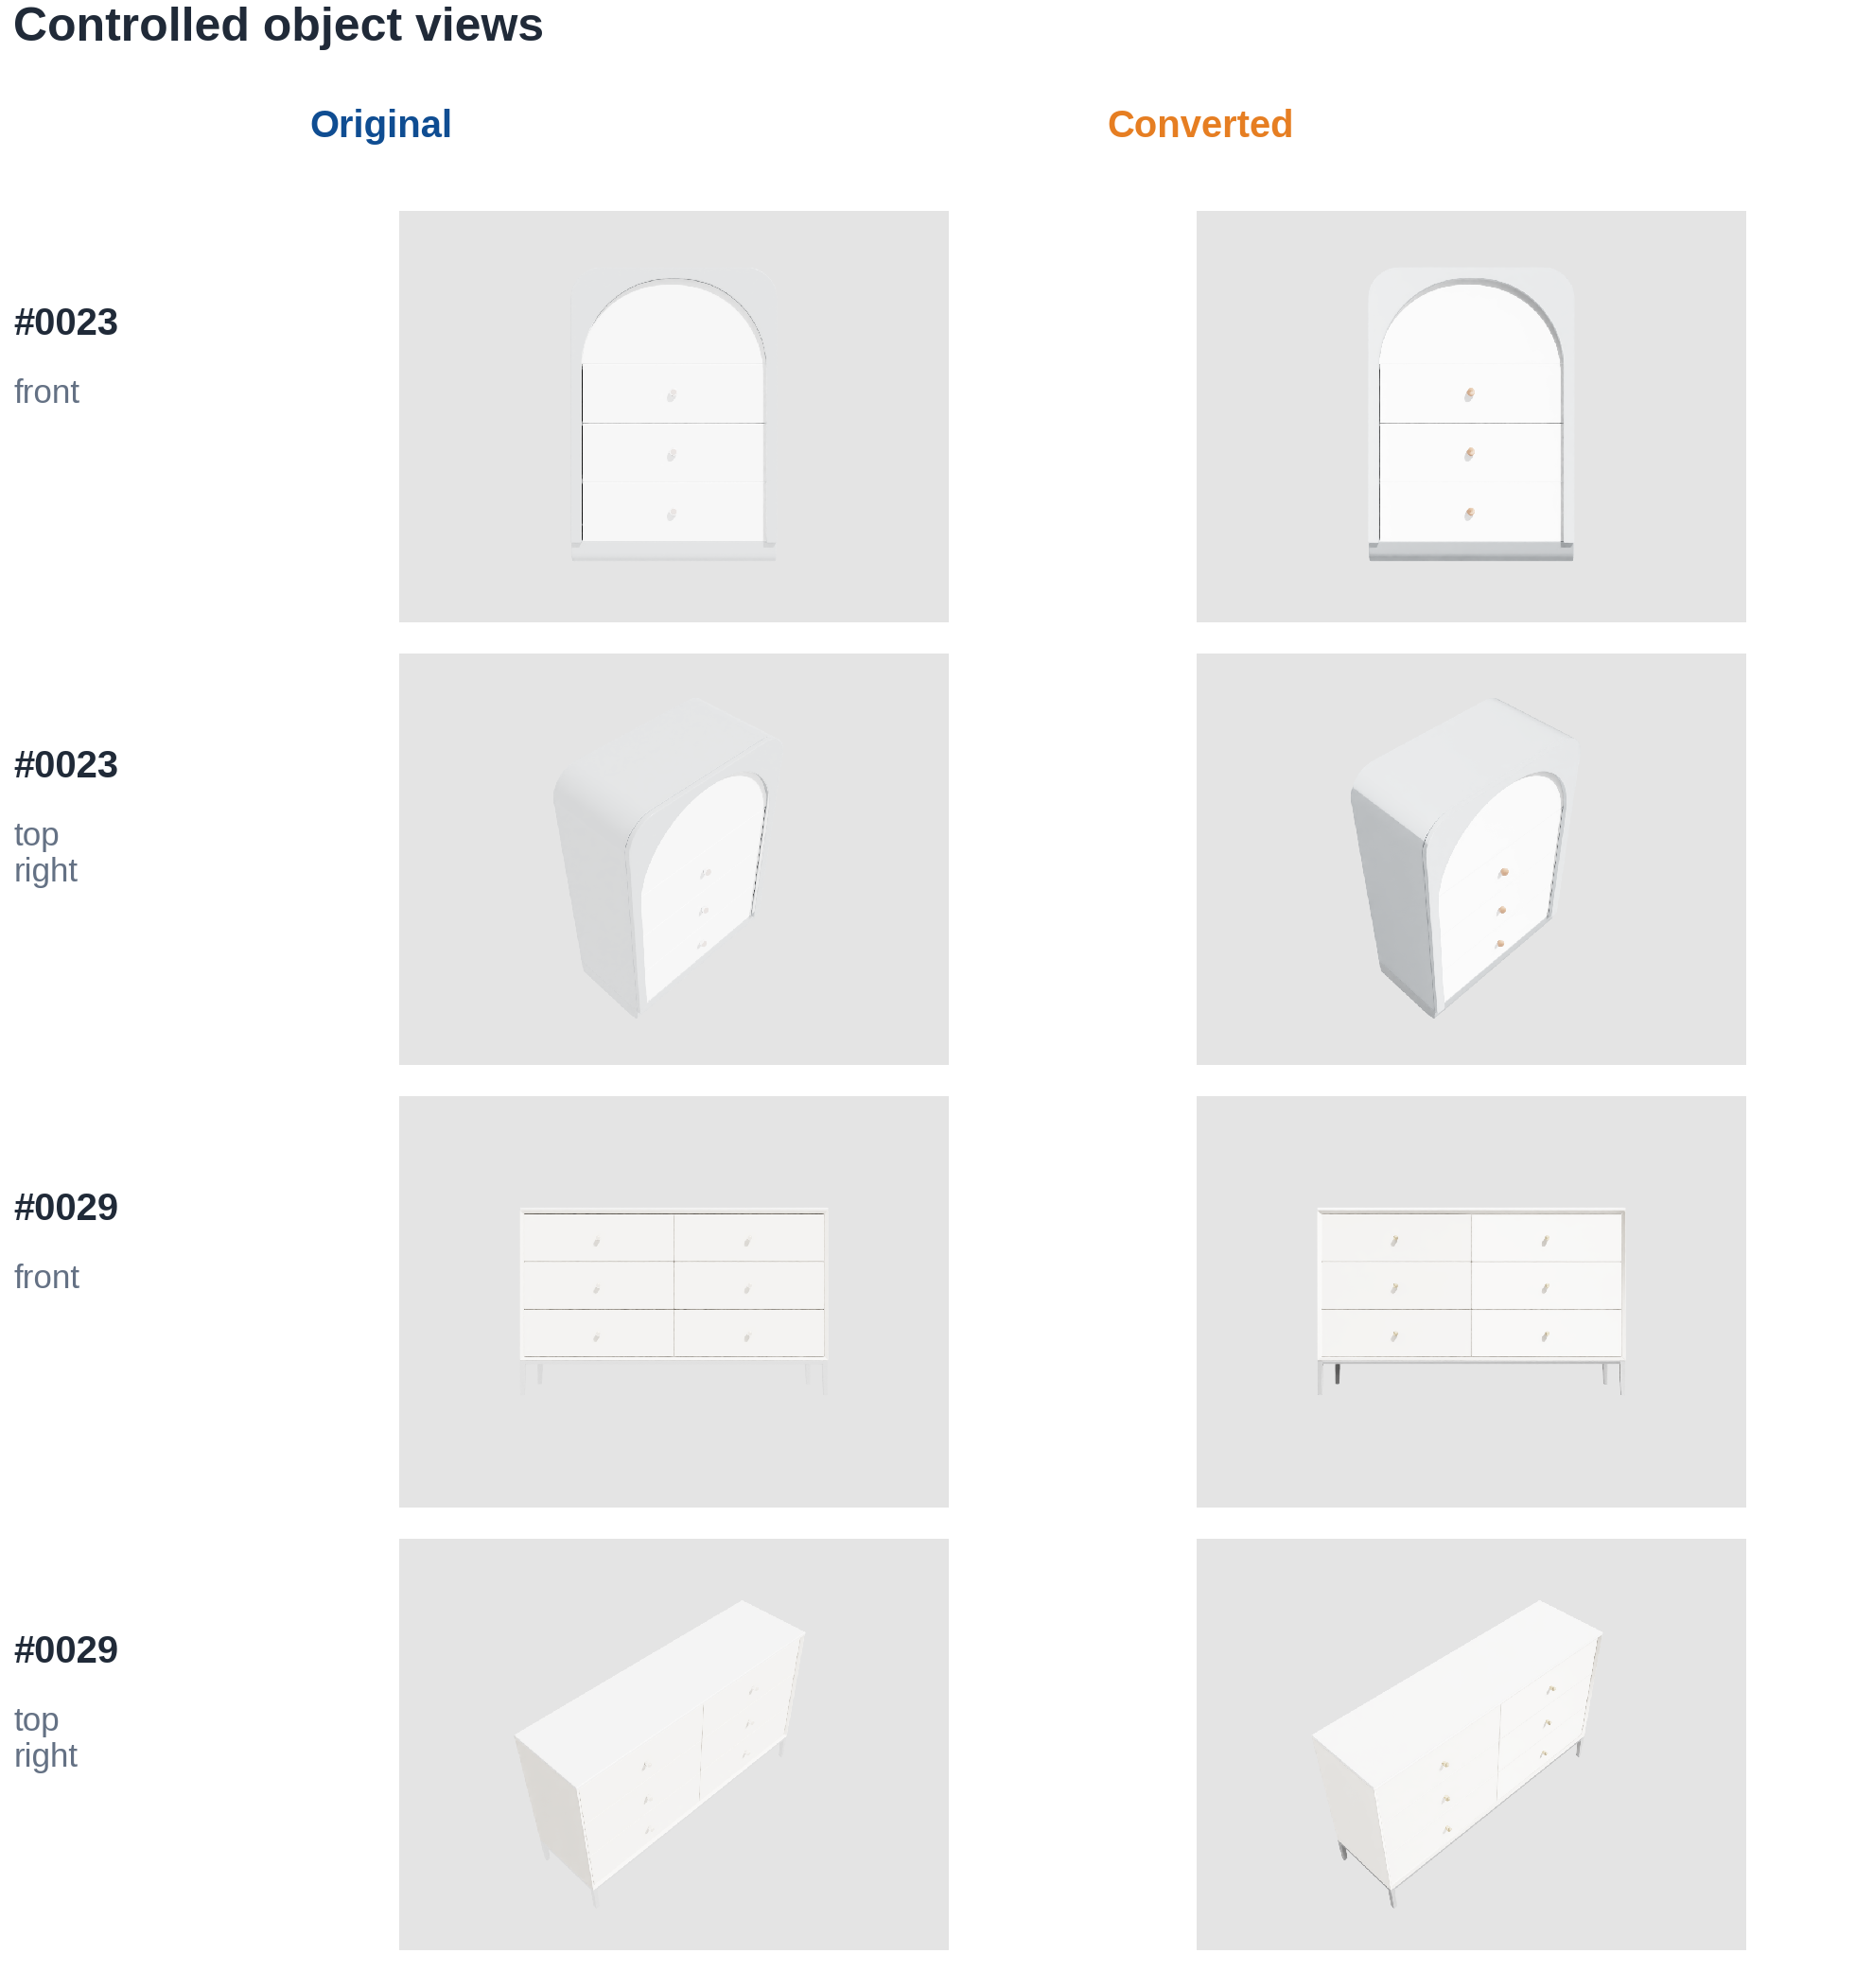 Controlled object views
Original Converted
#0023
front
#0023
top
right
#0029
front
#0029
top
right